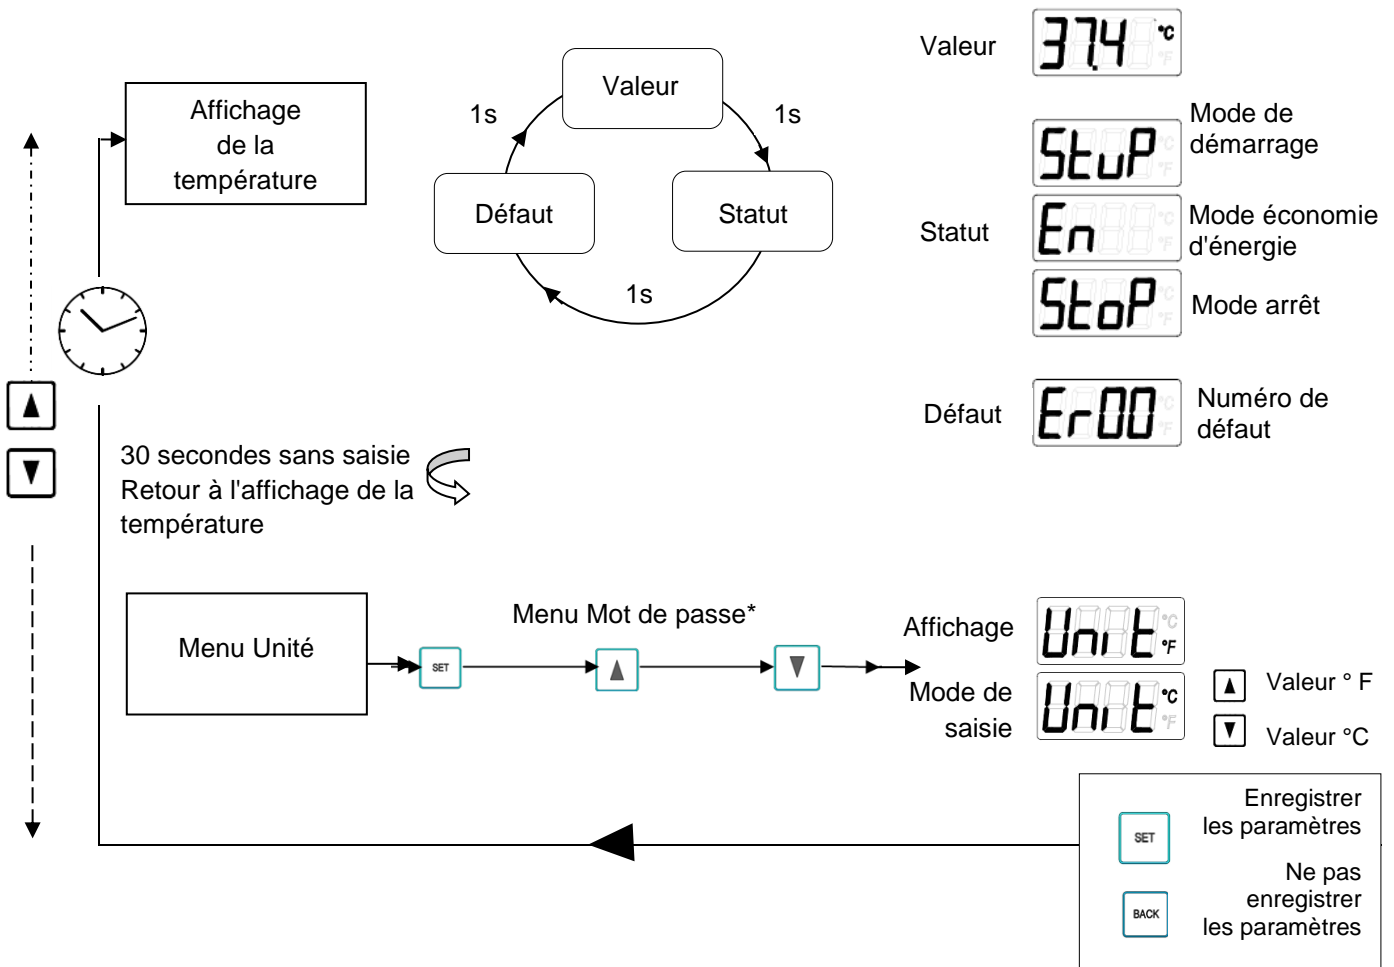 Valeur
37,4 °C °F
Affichage
de la
température
Valeur
1s
1s
Défaut
Statut
1s
StuP °C °F
Mode de
démarrage
Statut
En °C °F
Mode économie
d'énergie
StoP °C °F
Mode arrêt
Défaut
Er00 °C °F
Numéro de
défaut
30 secondes sans saisie
Retour à l'affichage de la
température
Menu Unité
SET
Menu Mot de passe*
Affichage
Unit °C °F
Mode de
saisie
Unit °C °F
Valeur ° F
Valeur °C
SET
Enregistrer
les paramètres
BACK
Ne pas
enregistrer
les paramètres